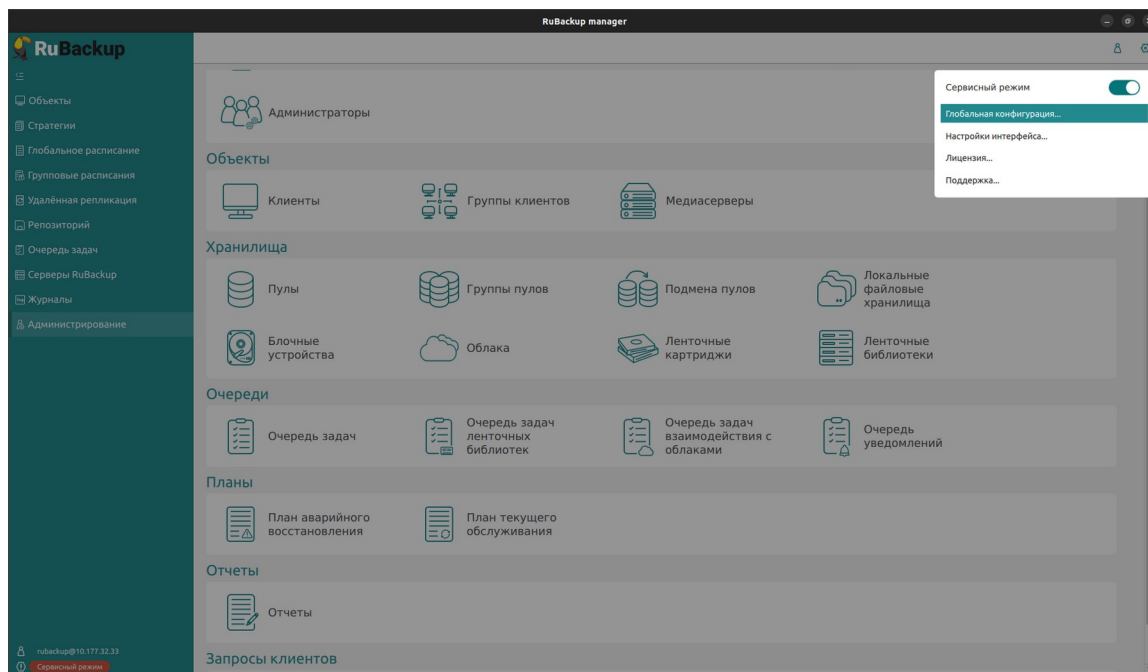 RuBackup manager
RuBackup
Объекты
Стратегии
Глобальное расписание
Групповые расписания
Удалённая репликация
Репозиторий
Очередь задач
Серверы RuBackup
Журналы
Администрирование
rubackup@10.177.32.33
Сервисный режим
Администраторы
Объекты
Клиенты
Группы клиентов
Медиасерверы
Хранилища
Пулы
Группы пулов
Подмена пулов
Локальные
файловые
хранилища
Блочные
устройства
Облака
Ленточные
картриджи
Ленточные
библиотеки
Очереди
Очередь задач
Очередь задач
ленточных
библиотек
Очередь задач
взаимодействия с
облаками
Очередь
уведомлений
Планы
План аварийного
восстановления
План текущего
обслуживания
Отчеты
Отчеты
Запросы клиентов
Сервисный режим
Глобальная конфигурация...
Настройки интерфейса...
Лицензия...
Поддержка...